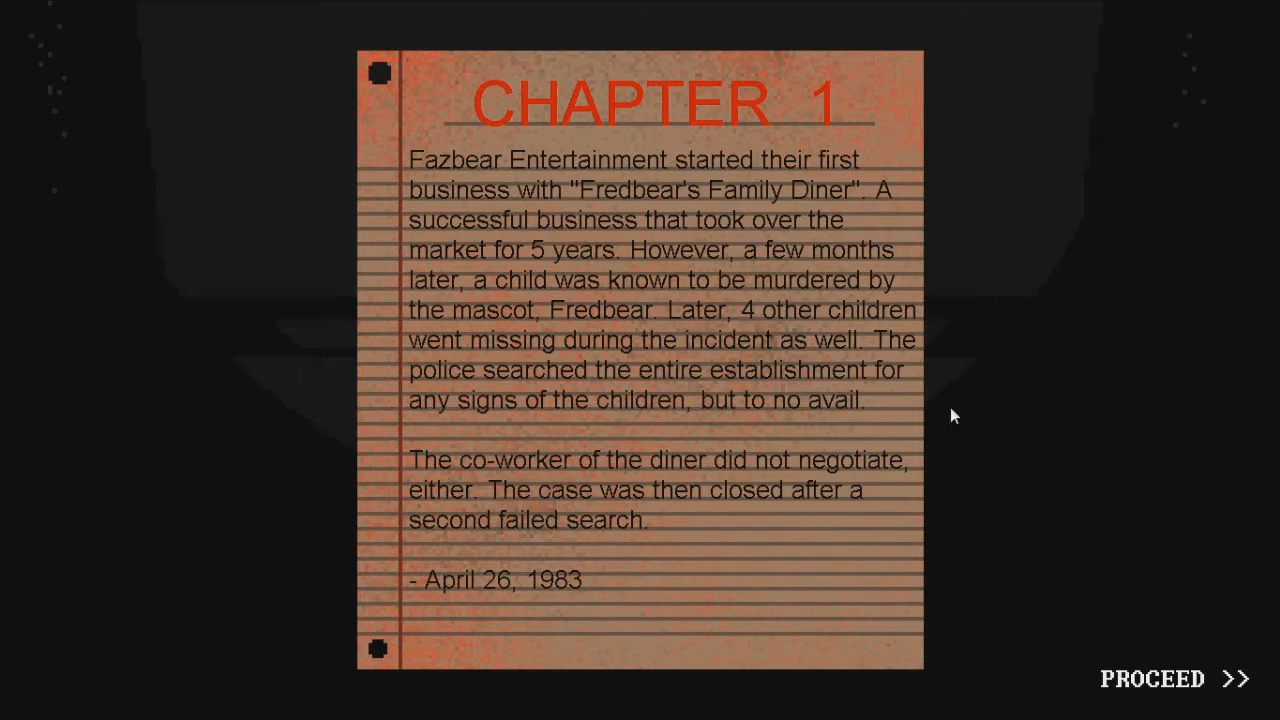 CHAPTER 1
Fazbear Entertainment started their first
business with "Fredbear's Family Diner". A
successful business that took over the
market for 5 years. However, a few months
later, a child was known to be murdered by
the mascot, Fredbear. Later, 4 other children
went missing during the incident as well. The
police searched the entire establishment for
any signs of the children, but to no avail.
The co-worker of the diner did not negotiate,
either. The case was then closed after a
second failed search.
- April 26, 1983
PROCEED >>